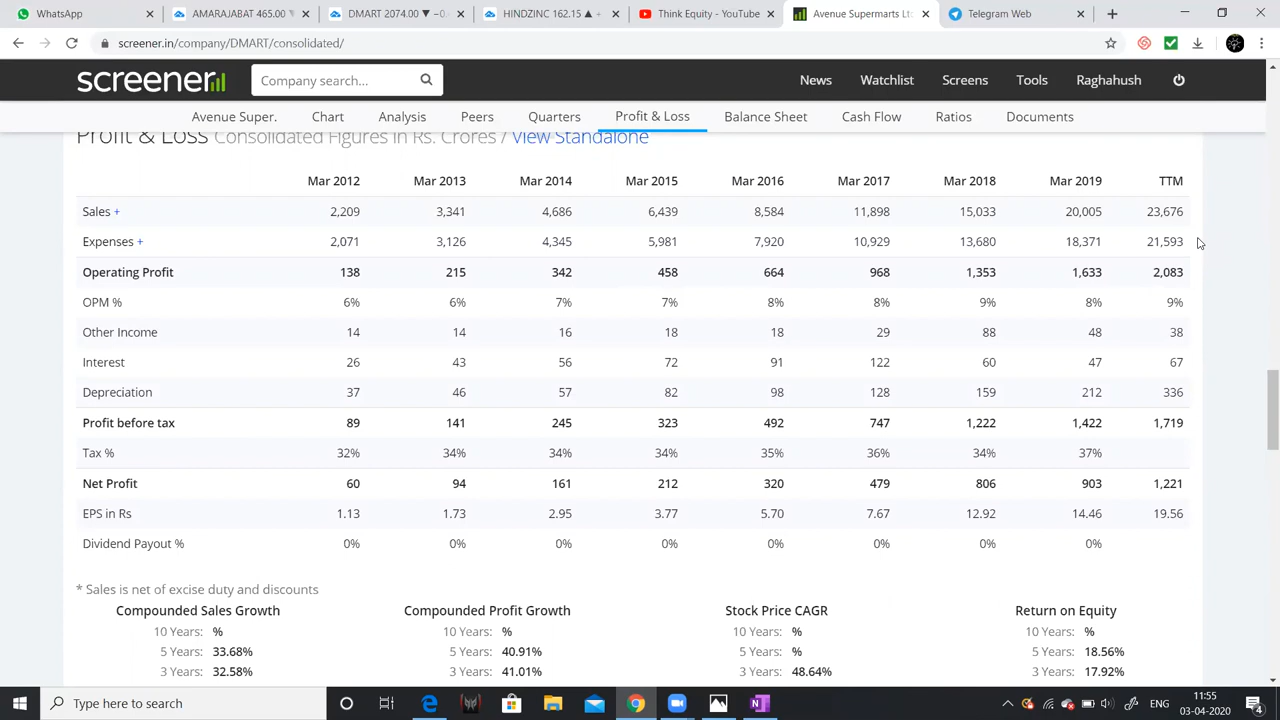 WhatsApp
AMARAJABAT 465.00 ▼
DMART 2074.00 ▼ −0.
HINDZINC 162.15 ▲ +
Think Equity - YouTube
Avenue Supermarts Ltd
Telegram Web
screener.in/company/DMART/consolidated/
screener
Company search...
News Watchlist Screens Tools Raghahush
Avenue Super. Chart Analysis Peers Quarters Profit & Loss Balance Sheet Cash Flow Ratios Documents
Profit & Loss Consolidated Figures in Rs. Crores / View Standalone
Mar 2012 Mar 2013 Mar 2014 Mar 2015 Mar 2016 Mar 2017 Mar 2018 Mar 2019 TTM
Sales + 2,209 3,341 4,686 6,439 8,584 11,898 15,033 20,005 23,676
Expenses + 2,071 3,126 4,345 5,981 7,920 10,929 13,680 18,371 21,593
Operating Profit 138 215 342 458 664 968 1,353 1,633 2,083
OPM % 6% 6% 7% 7% 8% 8% 9% 8% 9%
Other Income 14 14 16 18 18 29 88 48 38
Interest 26 43 56 72 91 122 60 47 67
Depreciation 37 46 57 82 98 128 159 212 336
Profit before tax 89 141 245 323 492 747 1,222 1,422 1,719
Tax % 32% 34% 34% 34% 35% 36% 34% 37%
Net Profit 60 94 161 212 320 479 806 903 1,221
EPS in Rs 1.13 1.73 2.95 3.77 5.70 7.67 12.92 14.46 19.56
Dividend Payout % 0% 0% 0% 0% 0% 0% 0% 0%
* Sales is net of excise duty and discounts
Compounded Sales Growth Compounded Profit Growth Stock Price CAGR Return on Equity
10 Years: % 10 Years: % 10 Years: % 10 Years: %
5 Years: 33.68% 5 Years: 40.91% 5 Years: % 5 Years: 18.56%
3 Years: 32.58% 3 Years: 41.01% 3 Years: 48.64% 3 Years: 17.92%
Type here to search
ENG
11:55
03-04-2020
4